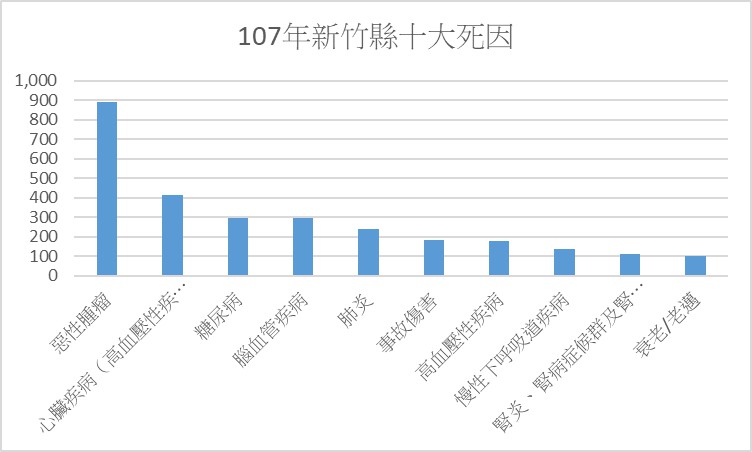 107年新竹縣十大死因
1,000
900
800
700
600
500
400
300
200
100
0
惡性腫瘤
心臟疾病（高血壓性疾…
糖尿病
腦血管疾病
肺炎
事故傷害
高血壓性疾病
慢性下呼吸道疾病
腎炎、腎病症候群及腎…
衰老/老邁